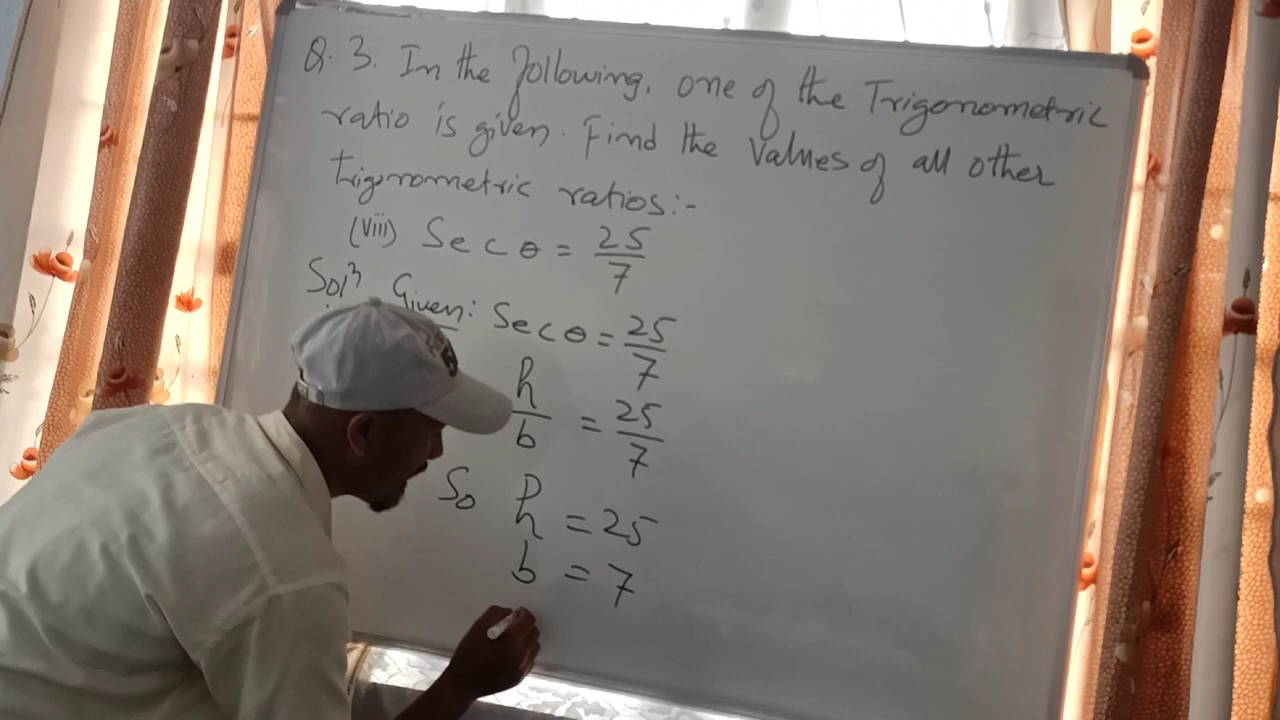 Q. 3. In the following, one of the Trigonometric
ratio is given. Find the Values of all other
trigonometric ratios:-
(viii) Sec θ = 25/7
Solⁿ Given: Sec θ = 25/7
h/b = 25/7
So h = 25
b = 7